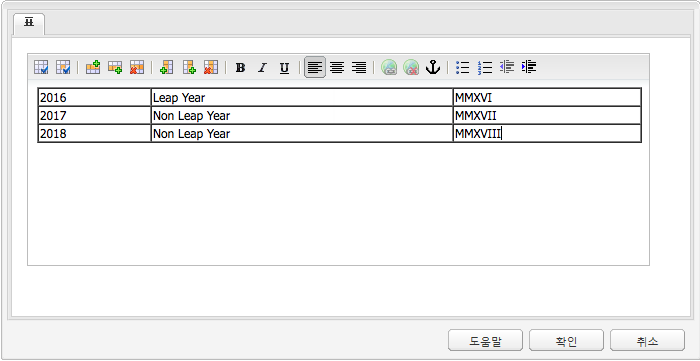 표
B I U
2016 Leap Year MMXVI
2017 Non Leap Year MMXVII
2018 Non Leap Year MMXVIII
도움말 확인 취소